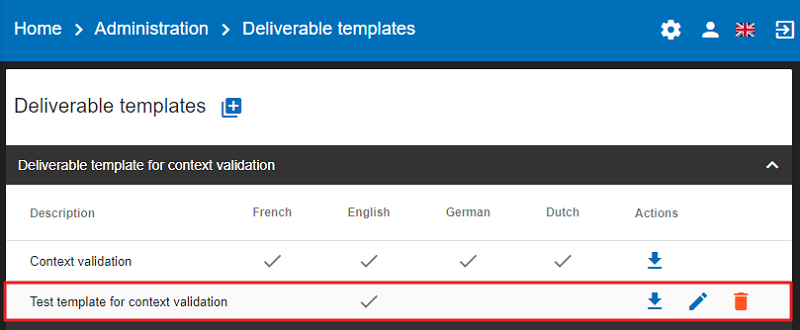 Home > Administration > Deliverable templates
Deliverable templates
Deliverable template for context validation
Description French English German Dutch Actions
Context validation
Test template for context validation